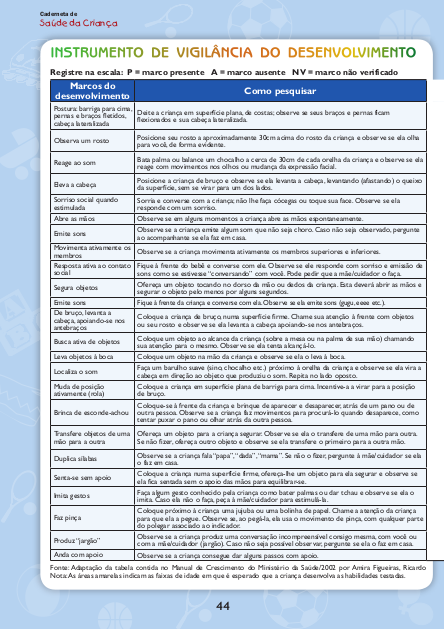 Caderneta de
Saúde da Criança
INSTRUMENTO DE VIGILÂNCIA DO DESENVOLVIMENTO
Registre na escala: P = marco presente A = marco ausente NV = marco não verificado
Marcos do
desenvolvimento
Como pesquisar
Postura: barriga para cima,
pernas e braços fletidos,
cabeça lateralizada
Deite a criança em superfície plana, de costas; observe se seus braços e pernas ficam
flexionados e sua cabeça lateralizada.
Observa um rosto
Posicione seu rosto a aproximadamente 30cm acima do rosto da criança e observe se ela olha
para você, de forma evidente.
Reage ao som
Bata palma ou balance um chocalho a cerca de 30cm de cada orelha da criança e observe se ela
reage com movimentos nos olhos ou mudança da expressão facial.
Eleva a cabeça
Posicione a criança de bruço e observe se ela levanta a cabeça, levantando (afastando) o queixo
da superfície, sem se virar para um dos lados.
Sorriso social quando
estimulada
Sorria e converse com a criança; não lhe faça cócegas ou toque sua face. Observe se ela
responde com um sorriso.
Abre as mãos
Observe se em alguns momentos a criança abre as mãos espontaneamente.
Emite sons
Observe se a criança emite algum som que não seja choro. Caso não seja observado, pergunte
ao acompanhante se ela faz em casa.
Movimenta ativamente os
membros
Observe se a criança movimenta ativamente os membros superiores e inferiores.
Resposta ativa ao contato
social
Fique à frente do bebê e converse com ele. Observe se ele responde com sorriso e emissão de
sons como se estivesse "conversando" com você. Pode pedir que a mãe/cuidador o faça.
Segura objetos
Ofereça um objeto tocando no dorso da mão ou dedos da criança. Esta deverá abrir as mãos e
segurar o objeto pelo menos por alguns segundos.
Emite sons
Fique à frente da criança e converse com ela. Observe se ela emite sons (gugu, eeee etc.).
De bruço, levanta a
cabeça, apoiando-se nos
antebraços
Coloque a criança de bruço, numa superfície firme. Chame sua atenção à frente com objetos
ou seu rosto e observe se ela levanta a cabeça apoiando-se nos antebraços.
Busca ativa de objetos
Coloque um objeto ao alcance da criança (sobre a mesa ou na palma de sua mão) chamando
sua atenção para o mesmo. Observe se ela tenta alcançá-lo.
Leva objetos à boca
Coloque um objeto na mão da criança e observe se ela o leva à boca.
Localiza o som
Faça um barulho suave (sino, chocalho etc.) próximo à orelha da criança e observe se ela vira a
cabeça em direção ao objeto que produziu o som. Repita no lado oposto.
Muda de posição
ativamente (rola)
Coloque a criança em superfície plana de barriga para cima. Incentive-a a virar para a posição
de bruço.
Brinca de esconde-achou
Coloque-se à frente da criança e brinque de aparecer e desaparecer, atrás de um pano ou de
outra pessoa. Observe se a criança faz movimentos para procurá-lo quando desaparece, como
tentar puxar o pano ou olhar atrás da outra pessoa.
Transfere objetos de uma
mão para a outra
Ofereça um objeto para a criança segurar. Observe se ela o transfere de uma mão para outra.
Se não fizer, ofereça outro objeto e observe se ela transfere o primeiro para a outra mão.
Duplica sílabas
Observe se a criança fala "papa", "dada", "mama". Se não o fizer, pergunte à mãe/cuidador se ela
o faz em casa.
Senta-se sem apoio
Coloque a criança numa superfície firme, ofereça-lhe um objeto para ela segurar e observe se
ela fica sentada sem o apoio das mãos para equilibrar-se.
Imita gestos
Faça algum gesto conhecido pela criança como bater palmas ou dar tchau e observe se ela o
imita. Caso ela não o faça, peça à mãe/cuidador para estimulá-la.
Faz pinça
Coloque próximo à criança uma jujuba ou uma bolinha de papel. Chame a atenção da criança
para que ela a pegue. Observe se, ao pegá-la, ela usa o movimento de pinça, com qualquer parte
do polegar associado ao indicador.
Produz "jargão"
Observe se a criança produz uma conversação incompreensível consigo mesma, com você ou
com a mãe/cuidador (jargão). Caso não seja possível observar, pergunte se ela o faz em casa.
Anda com apoio
Observe se a criança consegue dar alguns passos com apoio.
Fonte: Adaptação da tabela contida no Manual de Crescimento do Ministério da Saúde/2002 por Amira Figueiras, Ricardo
Nota: As áreas amarelas indicam as faixas de idade em que é esperado que a criança desenvolva as habilidades testadas.
44